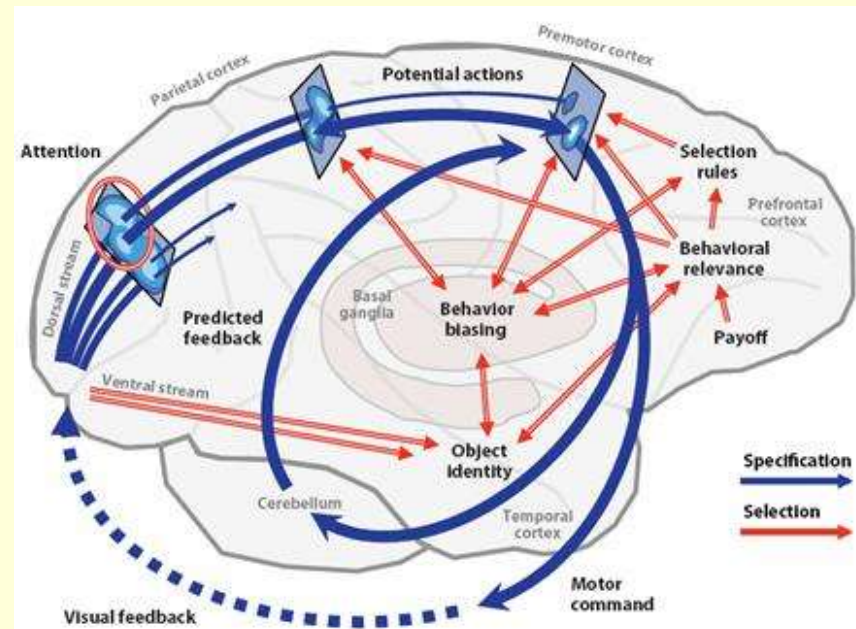 Parietal cortex
Premotor cortex
Potential actions
Attention
Selection
rules
Prefrontal
cortex
Dorsal stream
Behavioral
relevance
Basal
ganglia
Behavior
biasing
Predicted
feedback
Payoff
Ventral stream
Object
identity
Specification
Cerebellum
Temporal
cortex
Selection
Motor
command
Visual feedback